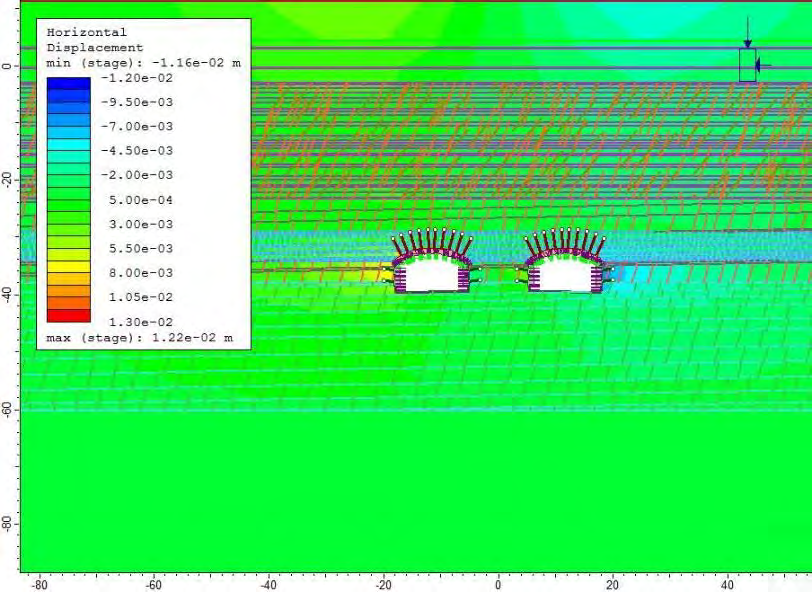 Horizontal
Displacement
min (stage): -1.16e-02 m
-1.20e-02
-9.50e-03
-7.00e-03
-4.50e-03
-2.00e-03
5.00e-04
3.00e-03
5.50e-03
8.00e-03
1.05e-02
1.30e-02
max (stage): 1.22e-02 m
0
-20
-40
-60
-80
-80 -60 -40 -20 0 20 40